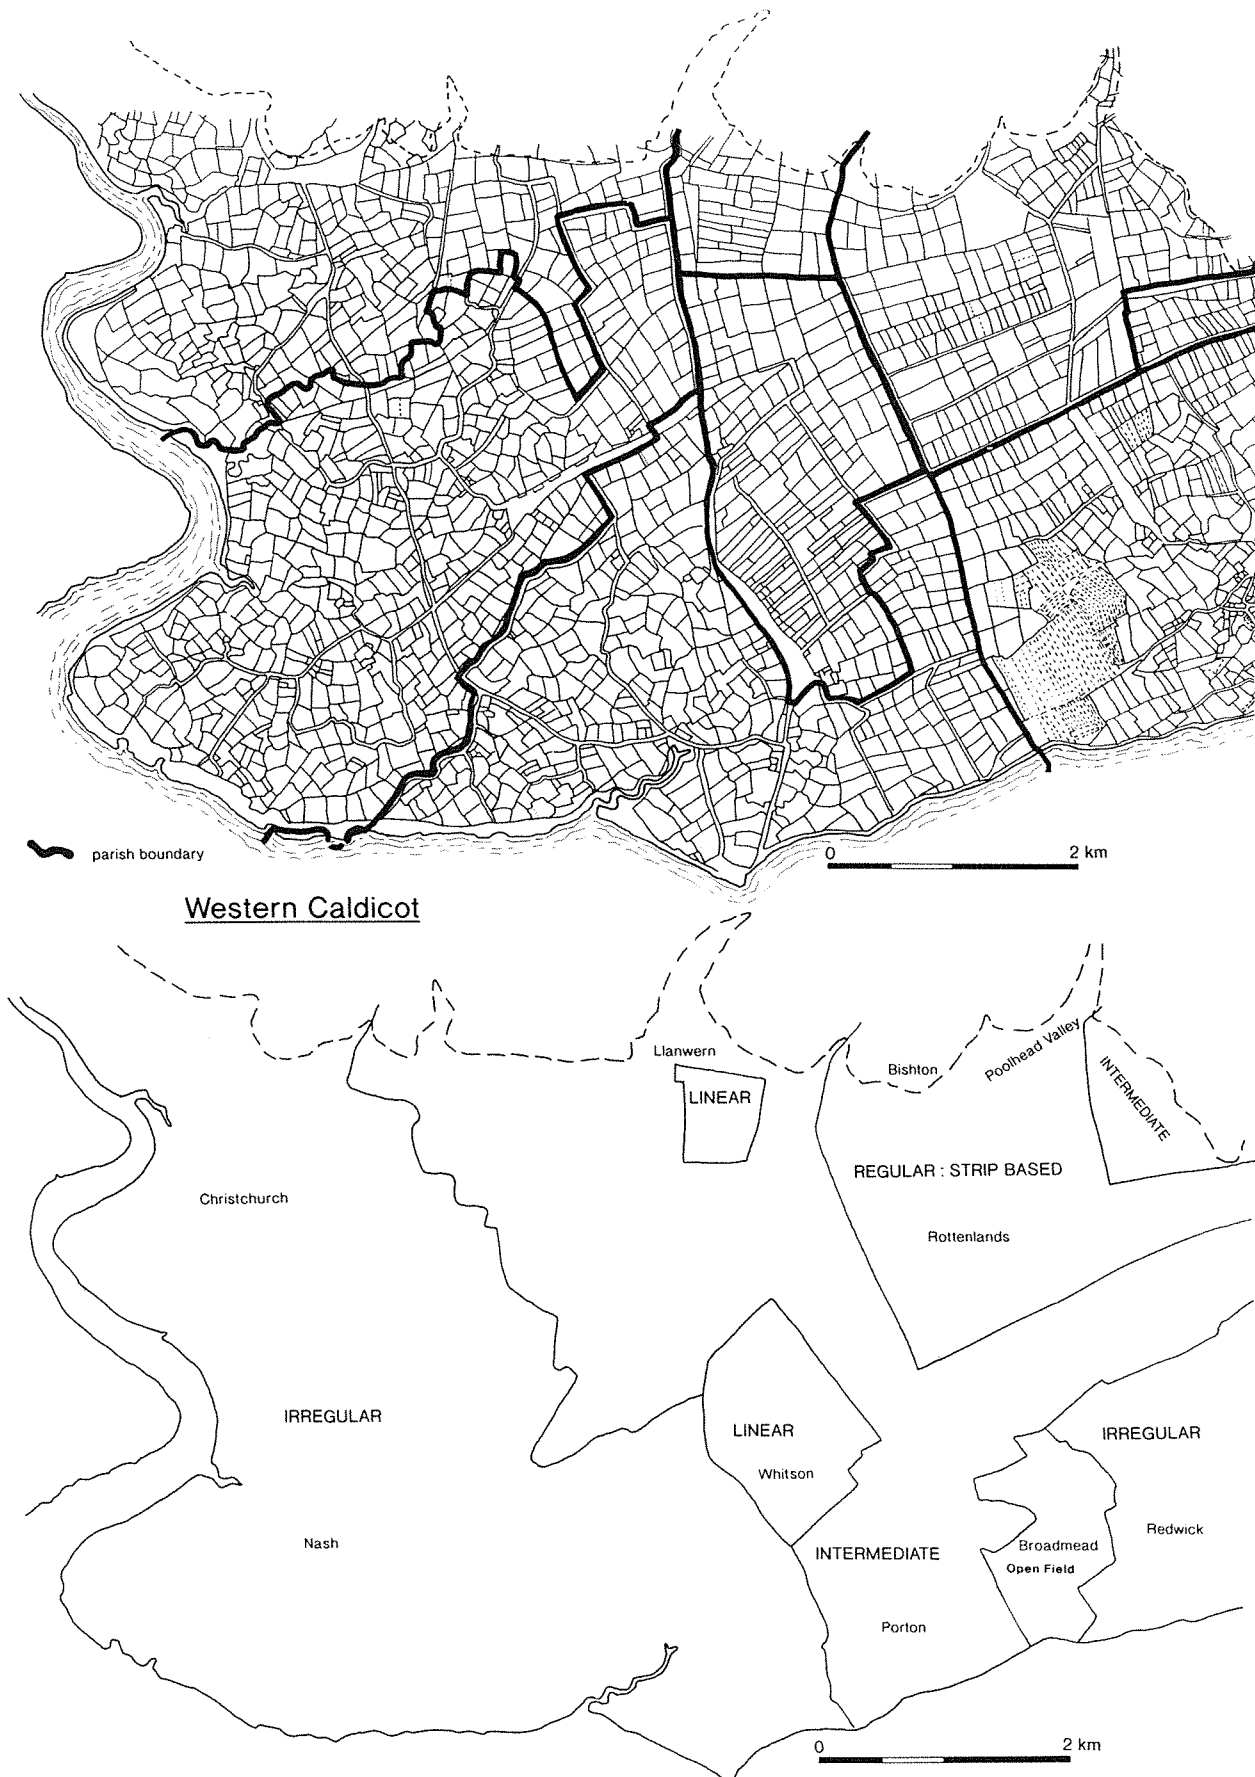 parish boundary
0 2 km
Western Caldicot
Llanwern
LINEAR
Bishton
Poolhead Valley
INTERMEDIATE
REGULAR : STRIP BASED
Christchurch
Rottenlands
IRREGULAR
LINEAR
IRREGULAR
Whitson
Nash
INTERMEDIATE
Broadmead
Redwick
Open Field
Porton
0 2 km